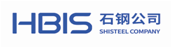 HBIS 石钢公司
SHISTEEL COMPANY